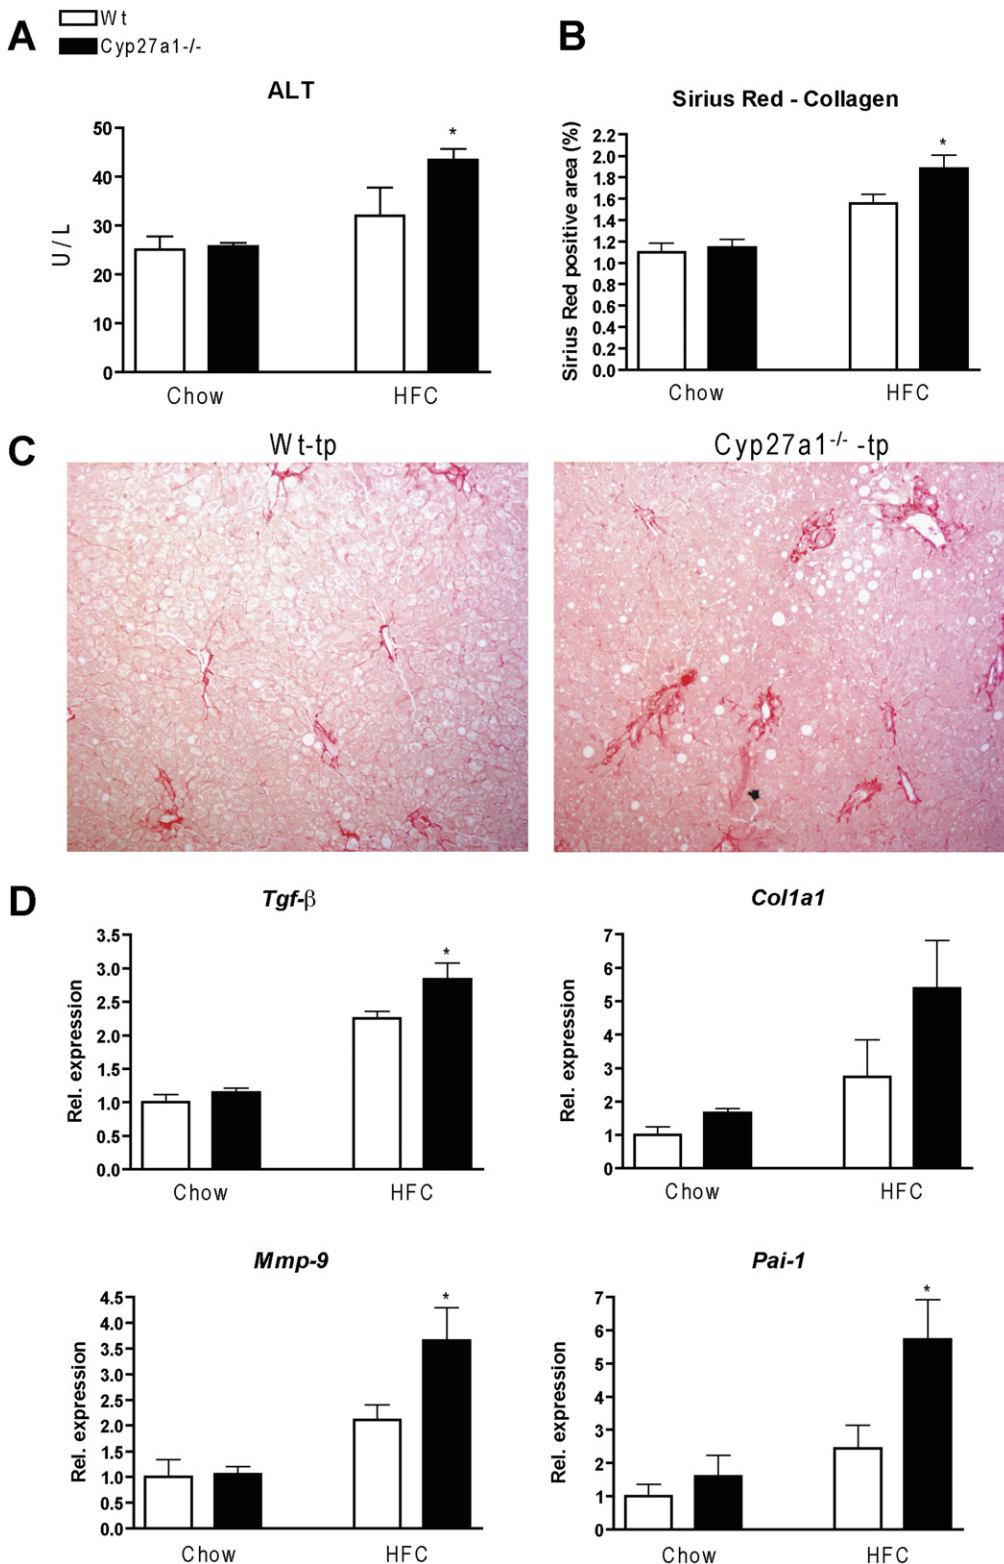 A
Wt
Cyp27a1-/-
B
ALT
Sirius Red - Collagen
U / L
50
40
30
20
10
0
*
Chow
HFC
Sirius Red positive area (%)
2.2
2.0
1.8
1.6
1.4
1.2
1.0
0.8
0.6
0.4
0.2
0.0
*
Chow
HFC
C
Wt-tp
Cyp27a1-/- -tp
D
Tgf-β
Rel. expression
3.5
3.0
2.5
2.0
1.5
1.0
0.5
0.0
*
Chow
HFC
Col1a1
Rel. expression
7
6
5
4
3
2
1
0
Chow
HFC
Mmp-9
Rel. expression
4.5
4.0
3.5
3.0
2.5
2.0
1.5
1.0
0.5
0.0
*
Chow
HFC
Pai-1
Rel. expression
7
6
5
4
3
2
1
0
*
Chow
HFC